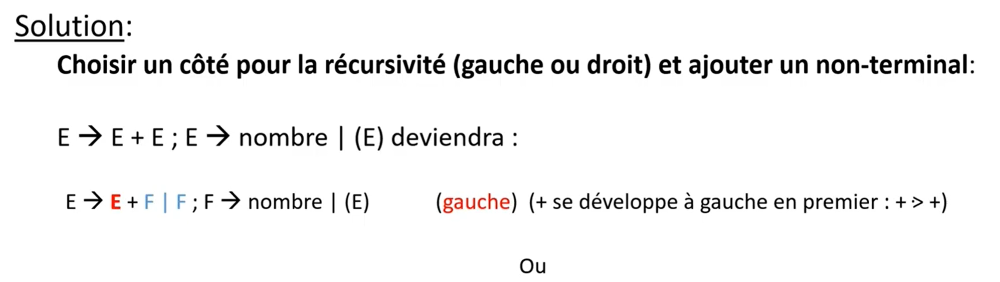 Solution:
Choisir un côté pour la récursivité (gauche ou droit) et ajouter un non-terminal:
E → E + E ; E → nombre | (E) deviendra :
E → E + F | F ; F → nombre | (E) (gauche) (+ se développe à gauche en premier : + ⋗ +)
Ou